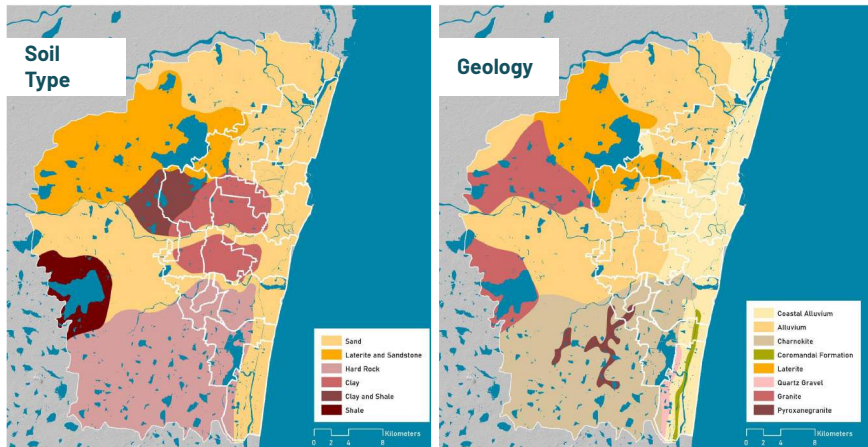 Soil
Type
Sand
Laterite and Sandstone
Hard Rock
Clay
Clay and Shale
Shale
Kilometers
0 2 4 8
Geology
Coastal Alluvium
Alluvium
Charnokite
Coromandal Formation
Laterite
Quartz Gravel
Granite
Pyroxanegranite
Kilometers
0 2 4 8